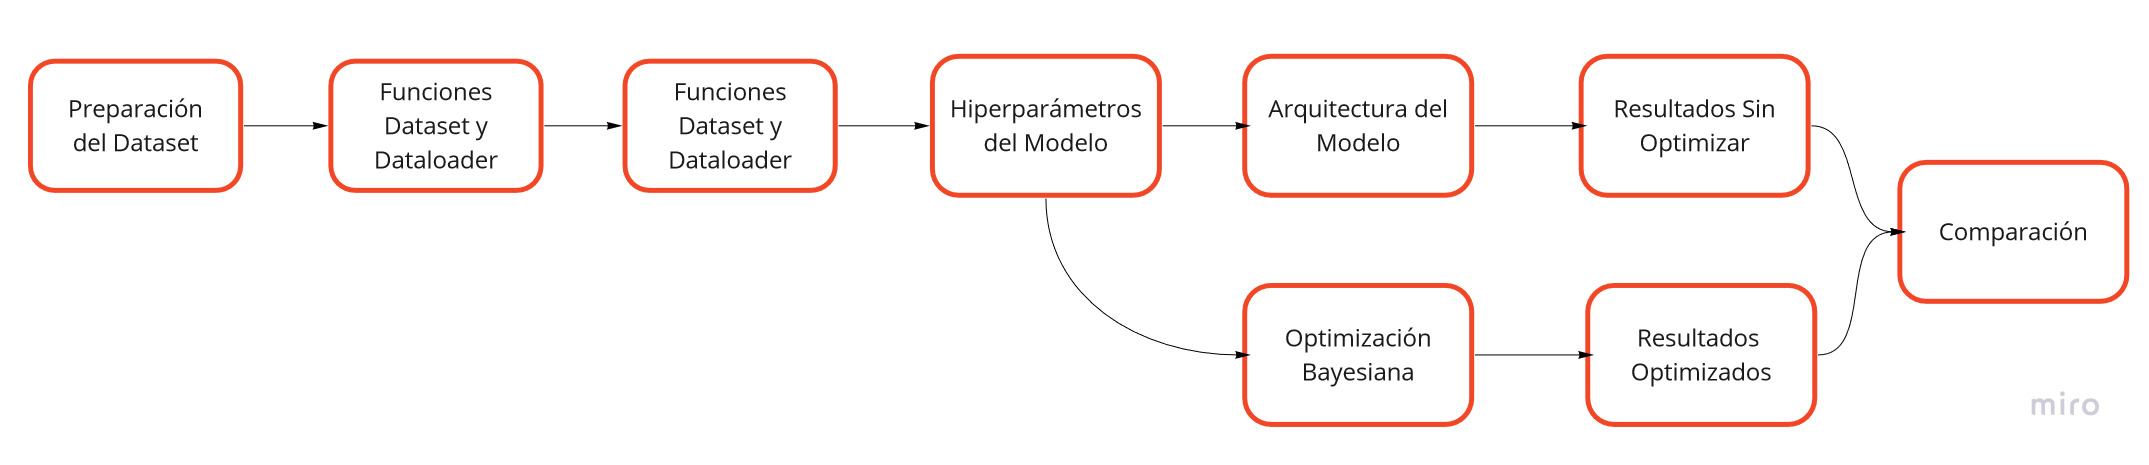 Preparación
del Dataset
Funciones
Dataset y
Dataloader
Funciones
Dataset y
Dataloader
Hiperparámetros
del Modelo
Arquitectura del
Modelo
Resultados Sin
Optimizar
Comparación
Optimización
Bayesiana
Resultados
Optimizados
miro